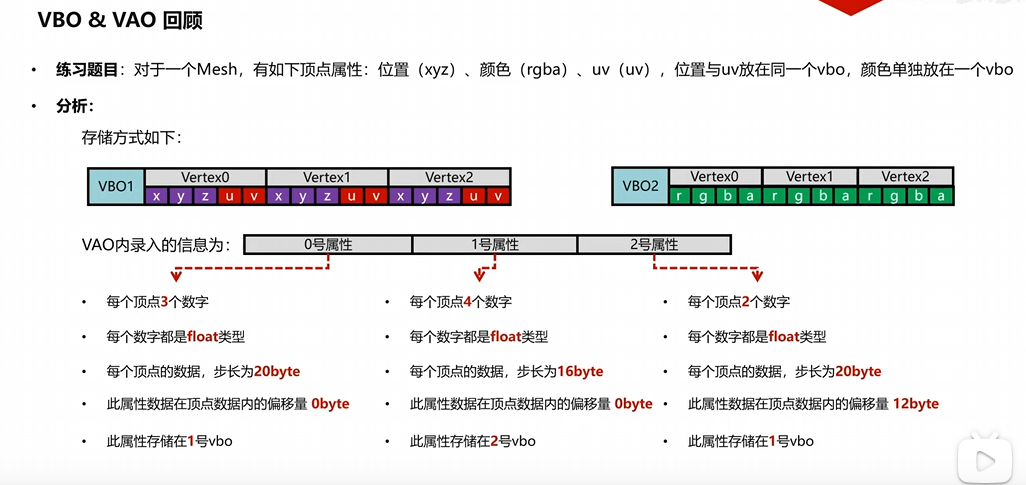 VBO & VAO 回顾
• 练习题目：对于一个Mesh，有如下顶点属性：位置（xyz）、颜色（rgba）、uv（uv），位置与uv放在同一个vbo，颜色单独放在一个vbo
• 分析：
存储方式如下：
VBO1 Vertex0 Vertex1 Vertex2
x y z u v x y z u v x y z u v
VBO2 Vertex0 Vertex1 Vertex2
r g b a r g b a r g b a
VAO内录入的信息为： 0号属性 1号属性 2号属性
• 每个顶点3个数字
• 每个数字都是float类型
• 每个顶点的数据，步长为20byte
• 此属性数据在顶点数据内的偏移量 0byte
• 此属性存储在1号vbo
• 每个顶点4个数字
• 每个数字都是float类型
• 每个顶点的数据，步长为16byte
• 此属性数据在顶点数据内的偏移量 0byte
• 此属性存储在2号vbo
• 每个顶点2个数字
• 每个数字都是float类型
• 每个顶点的数据，步长为20byte
• 此属性数据在顶点数据内的偏移量 12byte
• 此属性存储在1号vbo